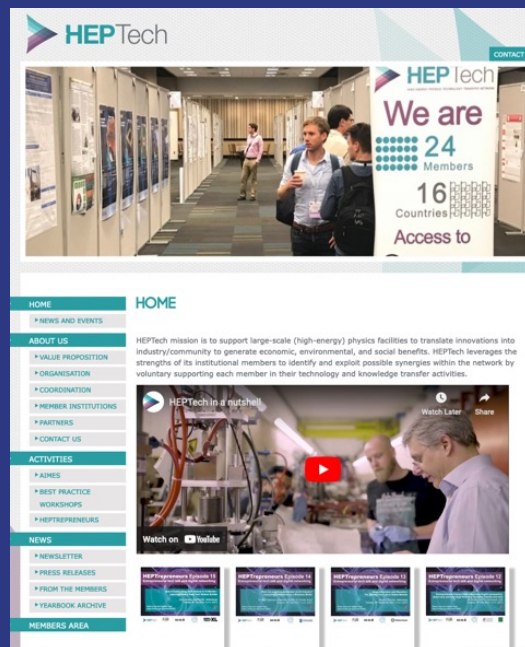 HEPTech
CONTACT
HEPTech
We are
24
Members
16
Countries
Access to
HOME
NEWS AND EVENTS
ABOUT US
VALUE PROPOSITION
ORGANISATION
COORDINATION
MEMBER INSTITUTIONS
PARTNERS
CONTACT US
ACTIVITIES
AIMES
BEST PRACTICE
WORKSHOPS
HEPTREPRENEURS
NEWS
NEWSLETTER
PRESS RELEASES
FROM THE MEMBERS
YEARBOOK ARCHIVE
MEMBERS AREA
HOME
HEPTech mission is to support large-scale (high-energy) physics facilities to translate innovations into
industry/community to generate economic, environmental, and social benefits. HEPTech leverages the
strengths of its institutional members to identify and exploit possible synergies within the network by
voluntary supporting each member in their technology and knowledge transfer activities.
HEPTech in a nutshell
Watch Later
Share
Watch on YouTube
HEPTrepreneurs Episode 15
HEPTrepreneurs Episode 14
HEPTrepreneurs Episode 13
HEPTrepreneurs Episode 12